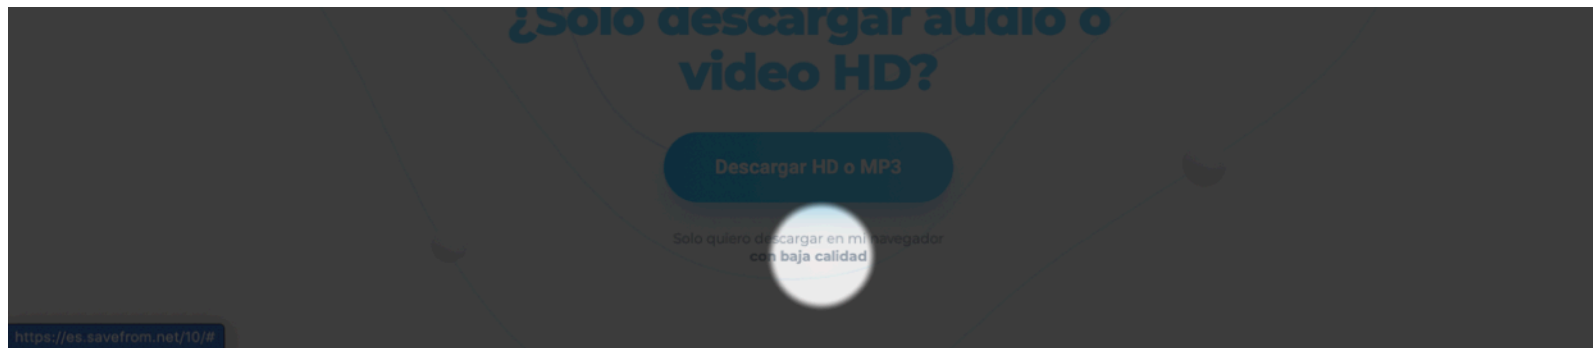 ¿Solo descargar audio o
video HD?
Descargar HD o MP3
Solo quiero descargar en mi navegador
con baja calidad
https://es.savefrom.net/10/#